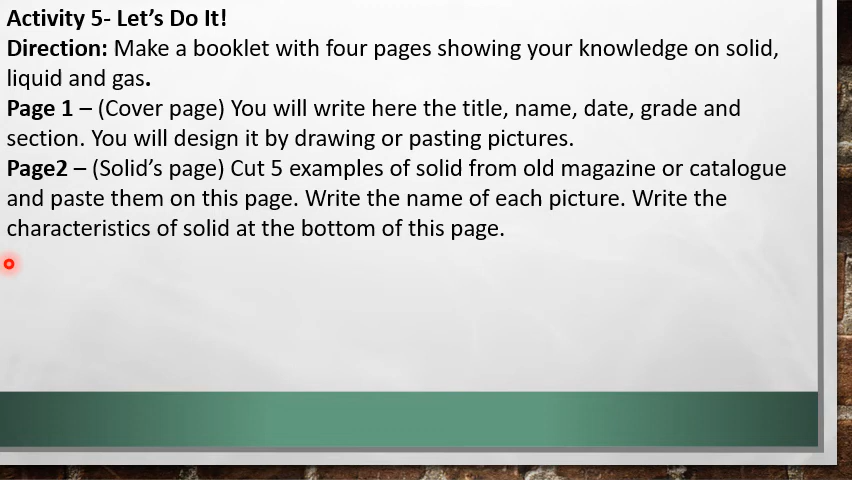 Activity 5- Let's Do It!
Direction: Make a booklet with four pages showing your knowledge on solid,
liquid and gas.
Page 1 – (Cover page) You will write here the title, name, date, grade and
section. You will design it by drawing or pasting pictures.
Page2 – (Solid's page) Cut 5 examples of solid from old magazine or catalogue
and paste them on this page. Write the name of each picture. Write the
characteristics of solid at the bottom of this page.